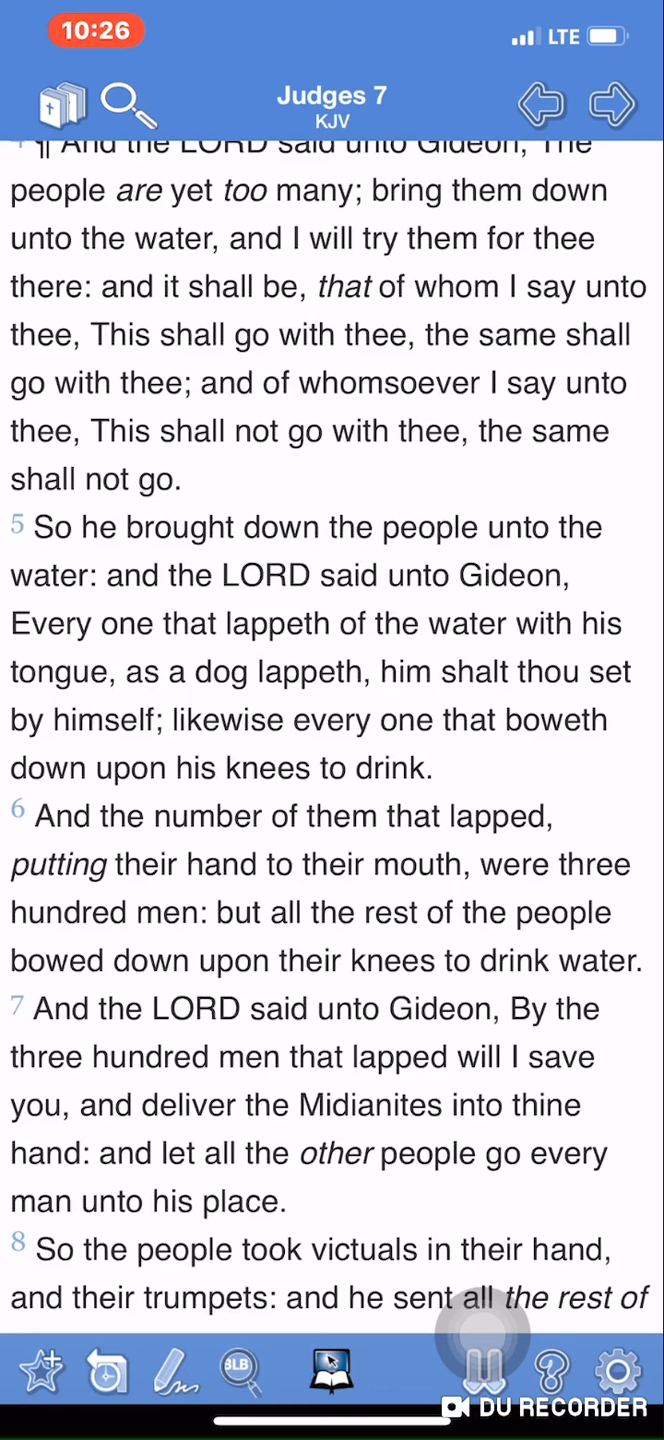 10:26
LTE
Judges 7
KJV
¶ And the LORD said unto Gideon, The
people are yet too many; bring them down
unto the water, and I will try them for thee
there: and it shall be, that of whom I say unto
thee, This shall go with thee, the same shall
go with thee; and of whomsoever I say unto
thee, This shall not go with thee, the same
shall not go.
5 So he brought down the people unto the
water: and the LORD said unto Gideon,
Every one that lappeth of the water with his
tongue, as a dog lappeth, him shalt thou set
by himself; likewise every one that boweth
down upon his knees to drink.
6 And the number of them that lapped,
putting their hand to their mouth, were three
hundred men: but all the rest of the people
bowed down upon their knees to drink water.
7 And the LORD said unto Gideon, By the
three hundred men that lapped will I save
you, and deliver the Midianites into thine
hand: and let all the other people go every
man unto his place.
8 So the people took victuals in their hand,
and their trumpets: and he sent all the rest of
BLB
DU RECORDER